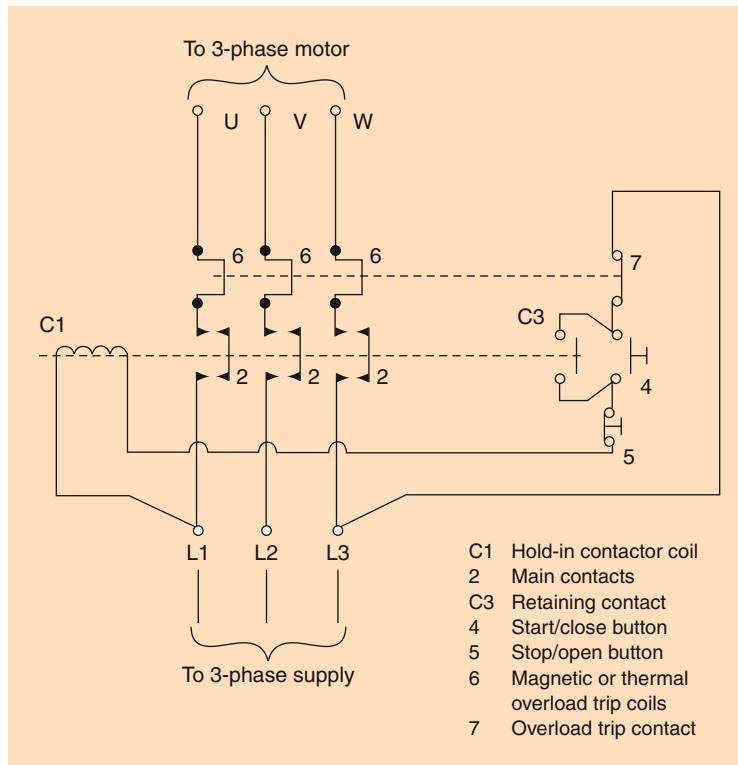 To 3-phase motor
U V W
6 6 6 7
C1 C3
2 2 2 4
5
L1 L2 L3
To 3-phase supply
C1 Hold-in contactor coil
2 Main contacts
C3 Retaining contact
4 Start/close button
5 Stop/open button
6 Magnetic or thermal
overload trip coils
7 Overload trip contact